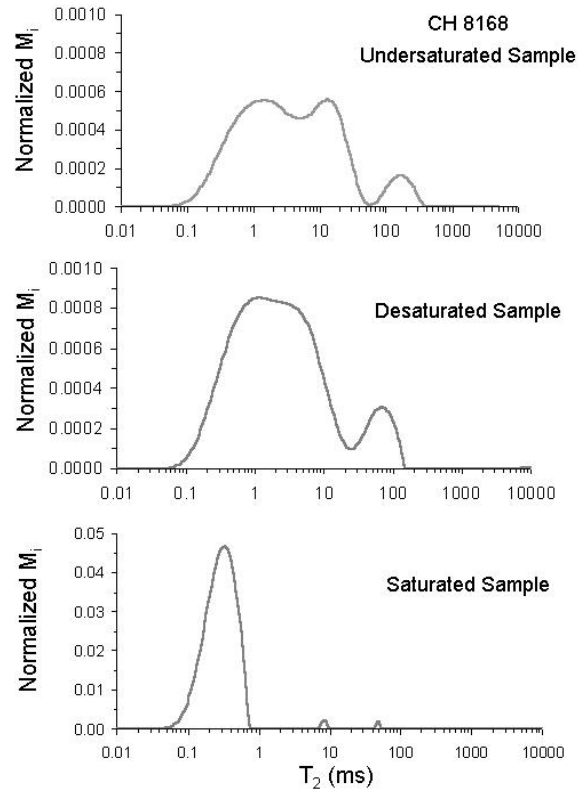 CH 8168
Undersaturated Sample
Normalized Mi
0.0010
0.0008
0.0006
0.0004
0.0002
0.0000
0.01 0.1 1 10 100 1000 10000
Desaturated Sample
Normalized Mi
0.0010
0.0008
0.0006
0.0004
0.0002
0.0000
0.01 0.1 1 10 100 1000 10000
Saturated Sample
Normalized Mi
0.05
0.04
0.03
0.02
0.01
0.00
0.01 0.1 1 10 100 1000 10000
T2 (ms)